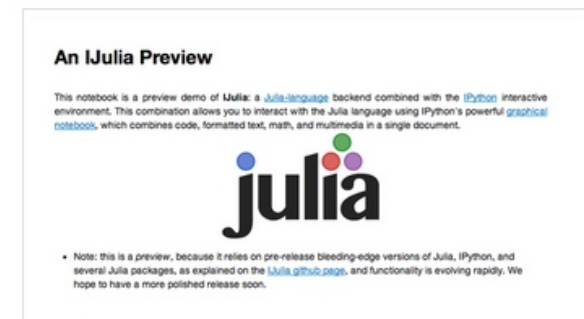 An IJulia Preview
This notebook is a preview demo of IJulia: a Julia-language backend combined with the IPython interactive
environment. This combination allows you to interact with the Julia language using IPython's powerful graphical
notebook, which combines code, formatted text, math, and multimedia in a single document.
julia
• Note: this is a preview, because it relies on pre-release bleeding-edge versions of Julia, IPython, and
several Julia packages, as explained on the IJulia github page, and functionality is evolving rapidly. We
hope to have a more polished release soon.